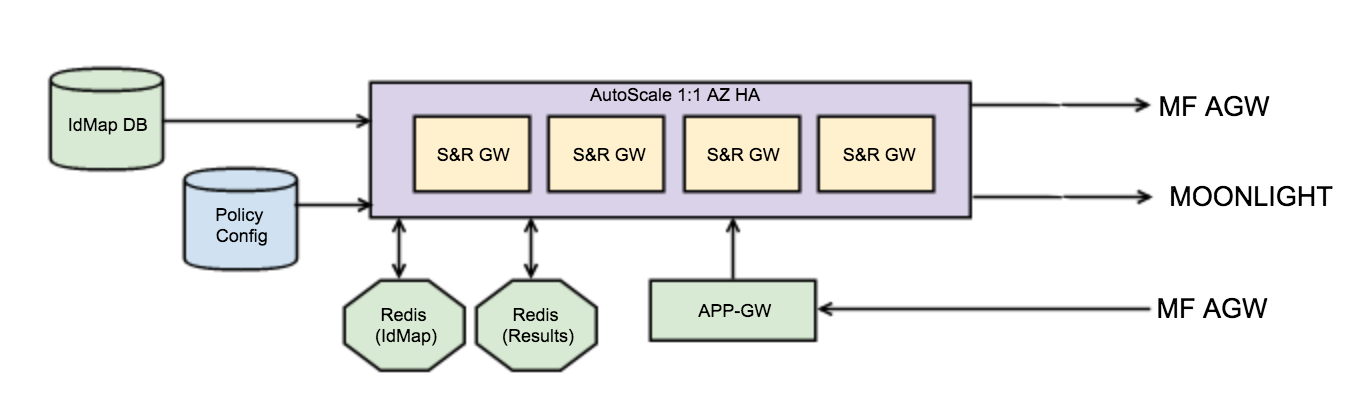 AutoScale 1:1 AZ HA
MF AGW
IdMap DB
S&R GW
S&R GW
S&R GW
S&R GW
MOONLIGHT
Policy
Config
Redis
(IdMap)
Redis
(Results)
APP-GW
MF AGW